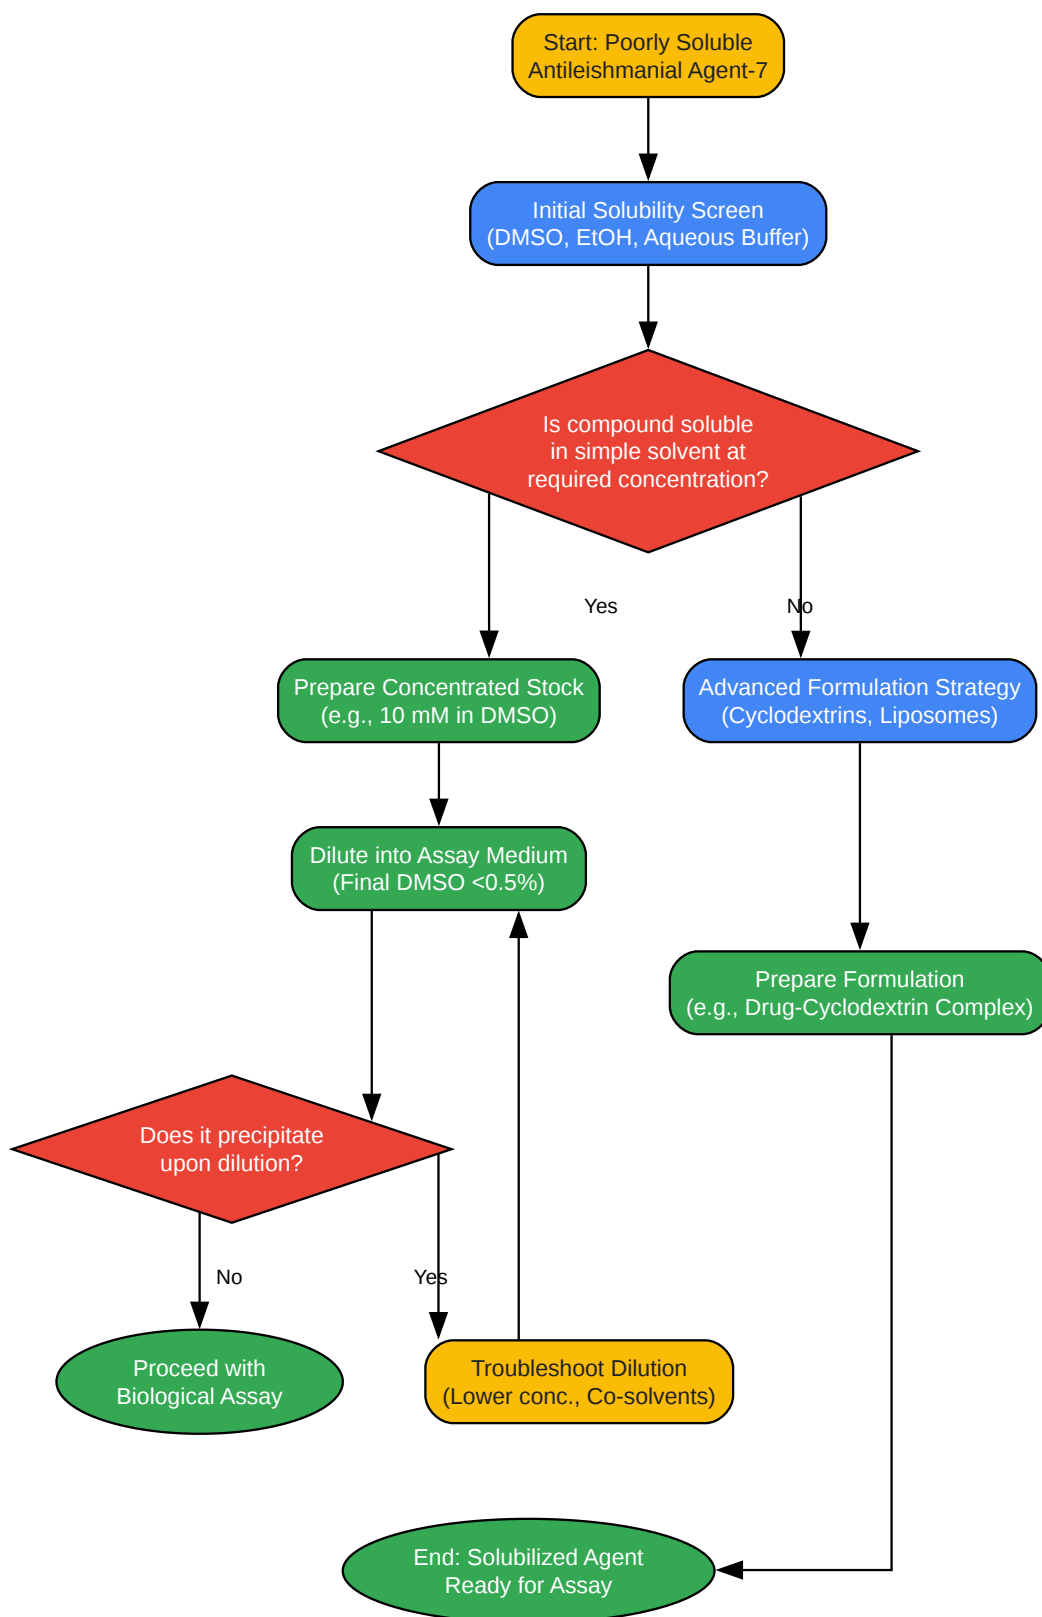 Start: Poorly Soluble
Antileishmanial Agent-7
Initial Solubility Screen
(DMSO, EtOH, Aqueous Buffer)
Is compound soluble
in simple solvent at
required concentration?
Yes
No
Prepare Concentrated Stock
(e.g., 10 mM in DMSO)
Advanced Formulation Strategy
(Cyclodextrins, Liposomes)
Dilute into Assay Medium
(Final DMSO <0.5%)
Prepare Formulation
(e.g., Drug-Cyclodextrin Complex)
Does it precipitate
upon dilution?
No
Yes
Proceed with
Biological Assay
Troubleshoot Dilution
(Lower conc., Co-solvents)
End: Solubilized Agent
Ready for Assay